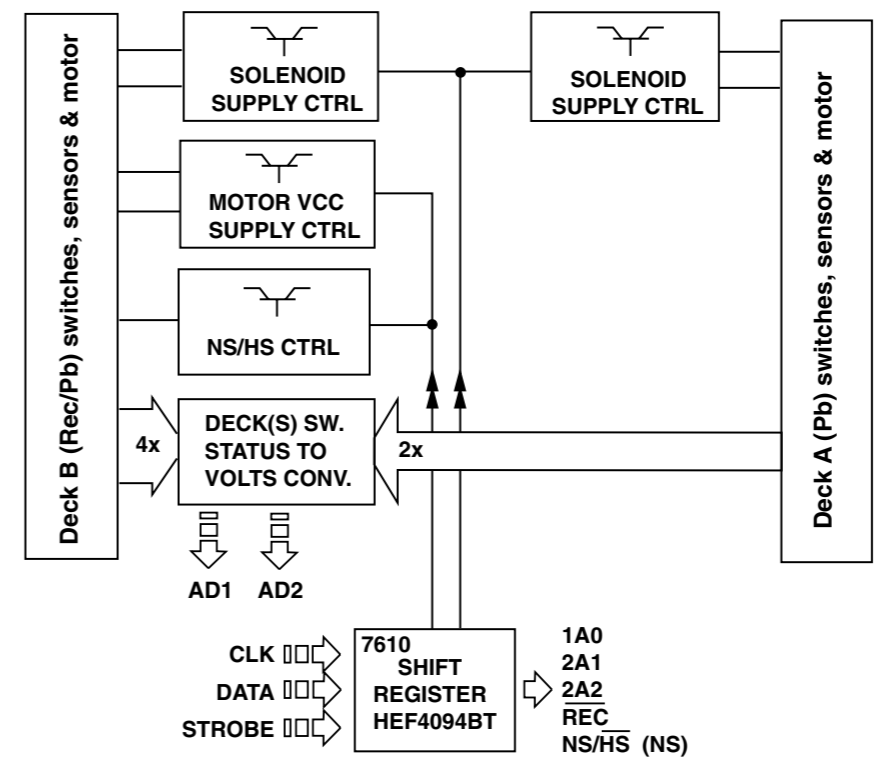 Deck B (Rec/Pb) switches, sensors & motor
SOLENOID
SUPPLY CTRL
SOLENOID
SUPPLY CTRL
Deck A (Pb) switches, sensors & motor
MOTOR VCC
SUPPLY CTRL
NS/HS CTRL
4x
DECK(S) SW.
STATUS TO
VOLTS CONV.
2x
AD1
AD2
CLK
DATA
STROBE
7610
SHIFT
REGISTER
HEF4094BT
1A0
2A1
2A2
R̅E̅C̅
NS/H̅S̅ (NS)